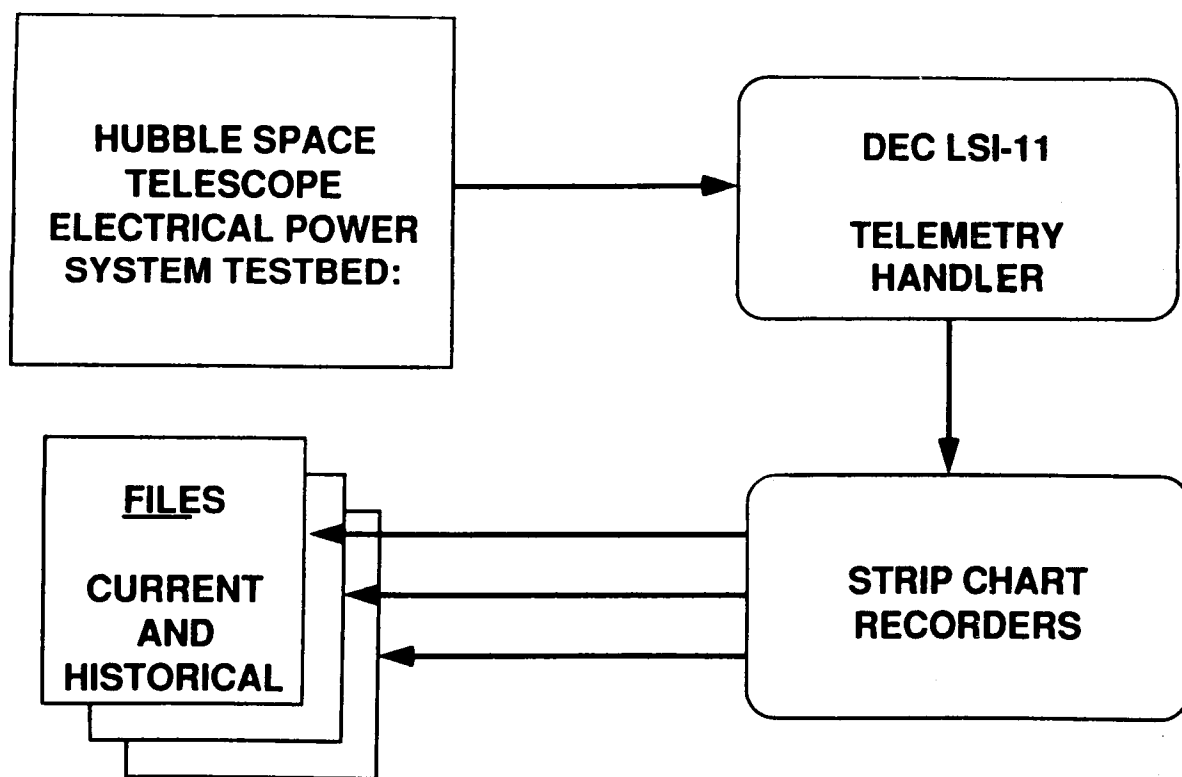 HUBBLE SPACE
TELESCOPE
ELECTRICAL POWER
SYSTEM TESTBED:
DEC LSI-11
TELEMETRY
HANDLER
FILES
CURRENT
AND
HISTORICAL
STRIP CHART
RECORDERS